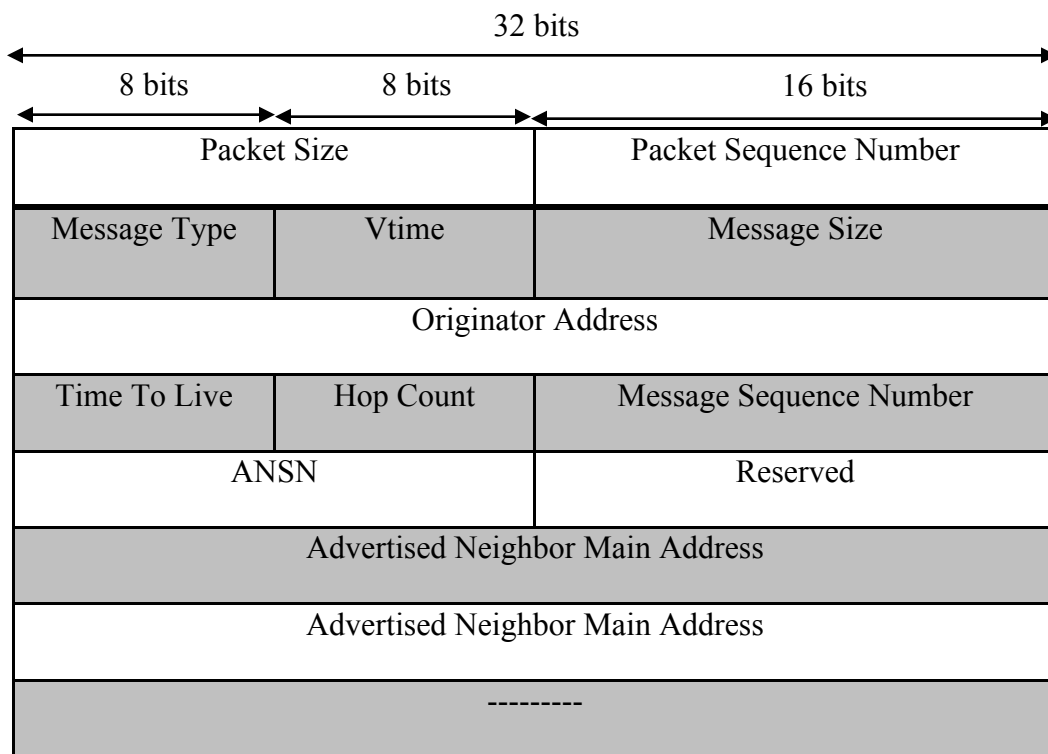 32 bits
8 bits 8 bits 16 bits
Packet Size Packet Sequence Number
Message Type Vtime Message Size
Originator Address
Time To Live Hop Count Message Sequence Number
ANSN Reserved
Advertised Neighbor Main Address
Advertised Neighbor Main Address
---------